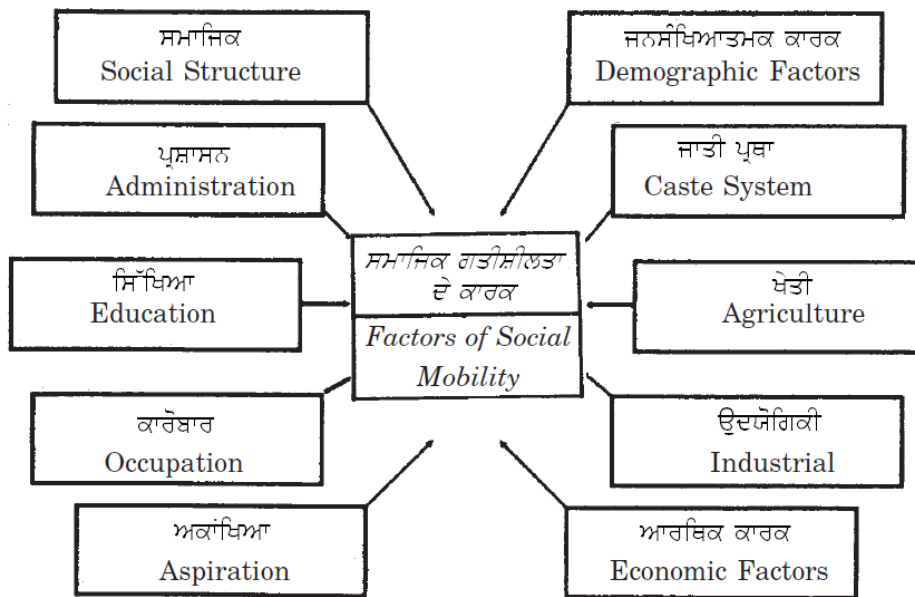 ਸਮਾਜਿਕ
Social Structure
ਜਨਸੰਖਿਆਤਮਕ ਕਾਰਕ
Demographic Factors
ਪ੍ਰਸ਼ਾਸਨ
Administration
ਜਾਤੀ ਪ੍ਰਥਾ
Caste System
ਸਮਾਜਿਕ ਗਤੀਸ਼ੀਲਤਾ
ਦੇ ਕਾਰਕ
Factors of Social
Mobility
ਸਿੱਖਿਆ
Education
ਖੇਤੀ
Agriculture
ਕਾਰੋਬਾਰ
Occupation
ਉਦਯੋਗਿਕੀ
Industrial
ਅਕਾਂਖਿਆ
Aspiration
ਆਰਥਿਕ ਕਾਰਕ
Economic Factors